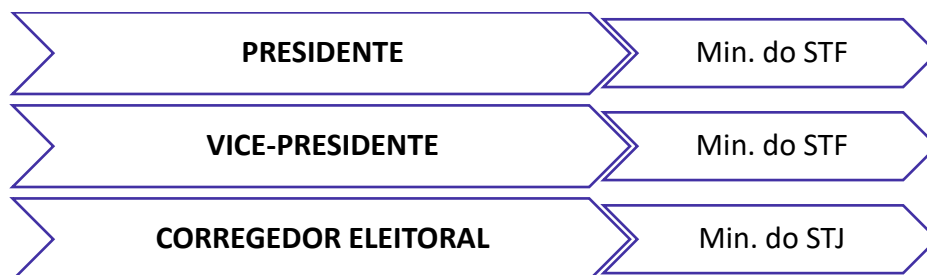 PRESIDENTE Min. do STF
VICE-PRESIDENTE Min. do STF
CORREGEDOR ELEITORAL Min. do STJ